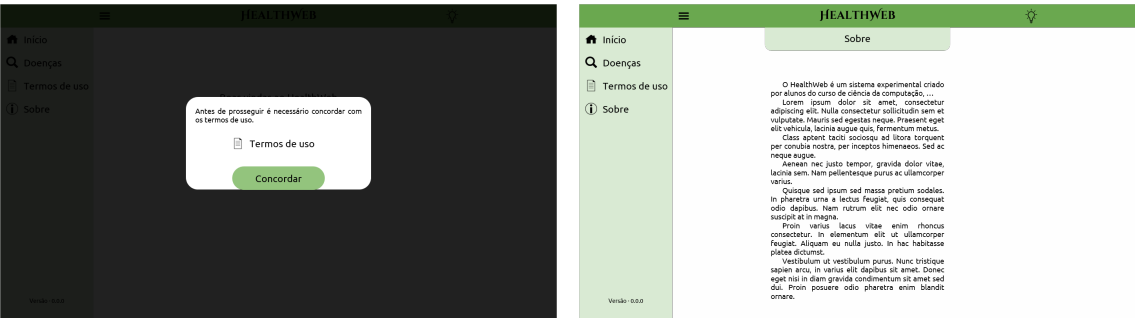 HEALTHWEB
Início
Doenças
Termos de uso
Sobre
Antes de prosseguir é necessário concordar com
os termos de uso.
Termos de uso
Concordar
Versão - 0.0.0
HEALTHWEB
Início
Doenças
Termos de uso
Sobre
Versão - 0.0.0
Sobre
O HealthWeb é um sistema experimental criado
por alunos do curso de ciência da computação, ...
Lorem ipsum dolor sit amet, consectetur
adipiscing elit. Nulla consectetur sollicitudin sem et
vulputate. Mauris sed egestas neque. Praesent eget
elit vehicula, lacinia augue quis, fermentum metus.
Class aptent taciti sociosqu ad litora torquent
per conubia nostra, per inceptos himenaeos. Sed ac
neque augue.
Aenean nec justo tempor, gravida dolor vitae,
lacinia sem. Nam pellentesque purus ac ullamcorper
varius.
Quisque sed ipsum sed massa pretium sodales.
In pharetra urna a lectus feugiat, quis consequat
odio dapibus. Nam rutrum elit nec odio ornare
suscipit at in magna.
Proin varius lacus vitae enim rhoncus
consectetur. In elementum elit ut ullamcorper
feugiat. Aliquam eu nulla justo. In hac habitasse
platea dictumst.
Vestibulum ut vestibulum purus. Nunc tristique
sapien arcu, in varius elit dapibus sit amet. Donec
eget nisi in diam gravida condimentum sit amet sed
dui. Proin posuere odio pharetra enim blandit
ornare.